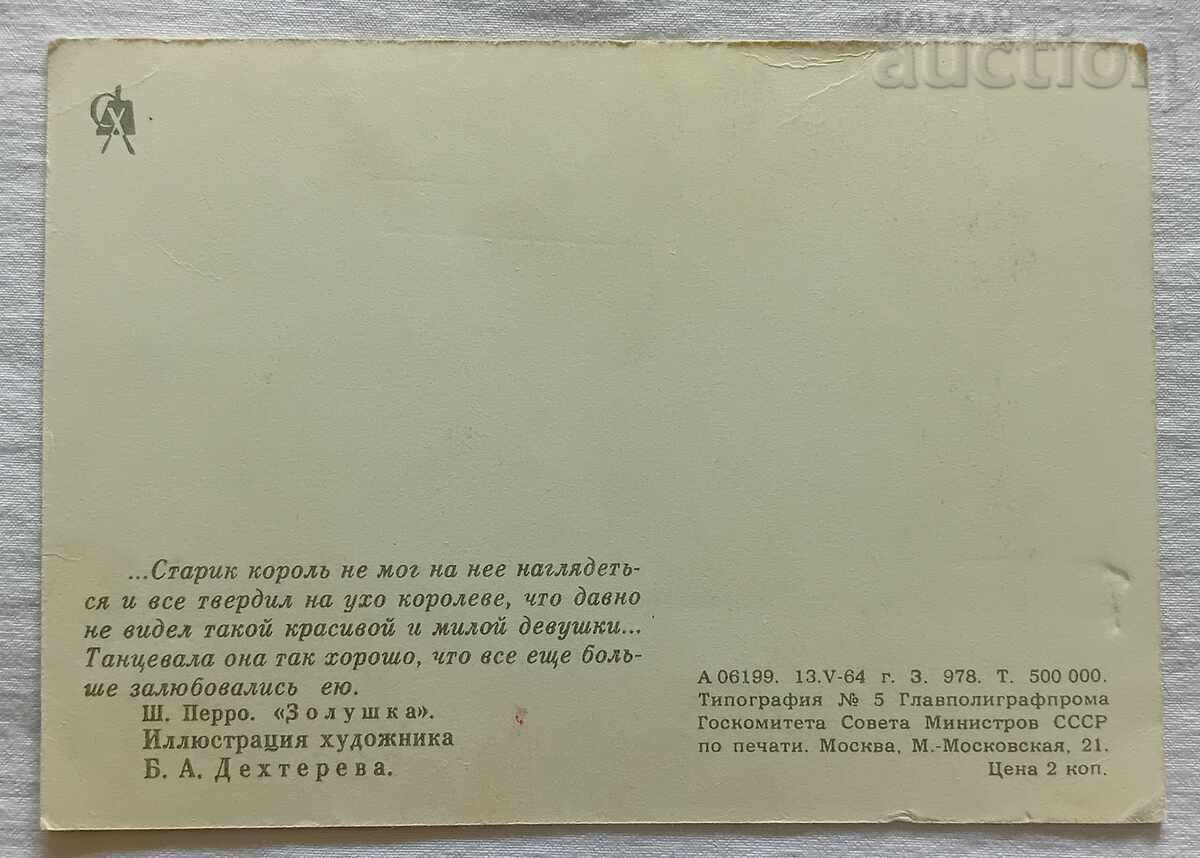 BALKAN
auction
СХ
...Старик король не мог на нее наглядеть-
ся и все твердил на ухо королеве, что давно
не видел такой красивой и милой девушки...
Танцевала она так хорошо, что все еще боль-
ше залюбовались ею.
Ш. Перро. «Золушка».
Иллюстрация художника
Б. А. Дехтерева.
А 06199. 13.V-64 г. З. 978. Т. 500 000.
Типография № 5 Главполиграфпрома
Госкомитета Совета Министров СССР
по печати. Москва, М.-Московская, 21.
Цена 2 коп.